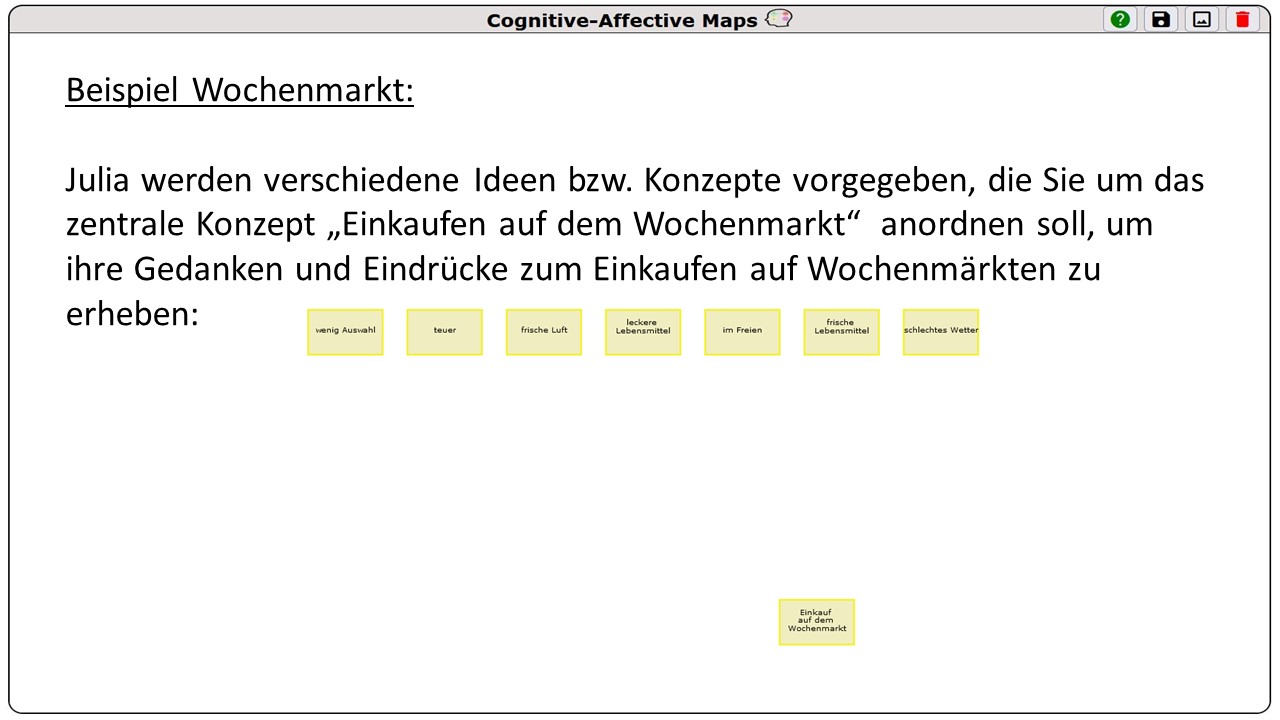 Cognitive-Affective Maps
Beispiel Wochenmarkt:
Julia werden verschiedene Ideen bzw. Konzepte vorgegeben, die Sie um das
zentrale Konzept „Einkaufen auf dem Wochenmarkt“ anordnen soll, um
ihre Gedanken und Eindrücke zum Einkaufen auf Wochenmärkten zu
erheben:
wenig Auswahl
teuer
frische Luft
leckere
Lebensmittel
im Freien
frische
Lebensmittel
schlechtes Wetter
Einkauf
auf dem
Wochenmarkt